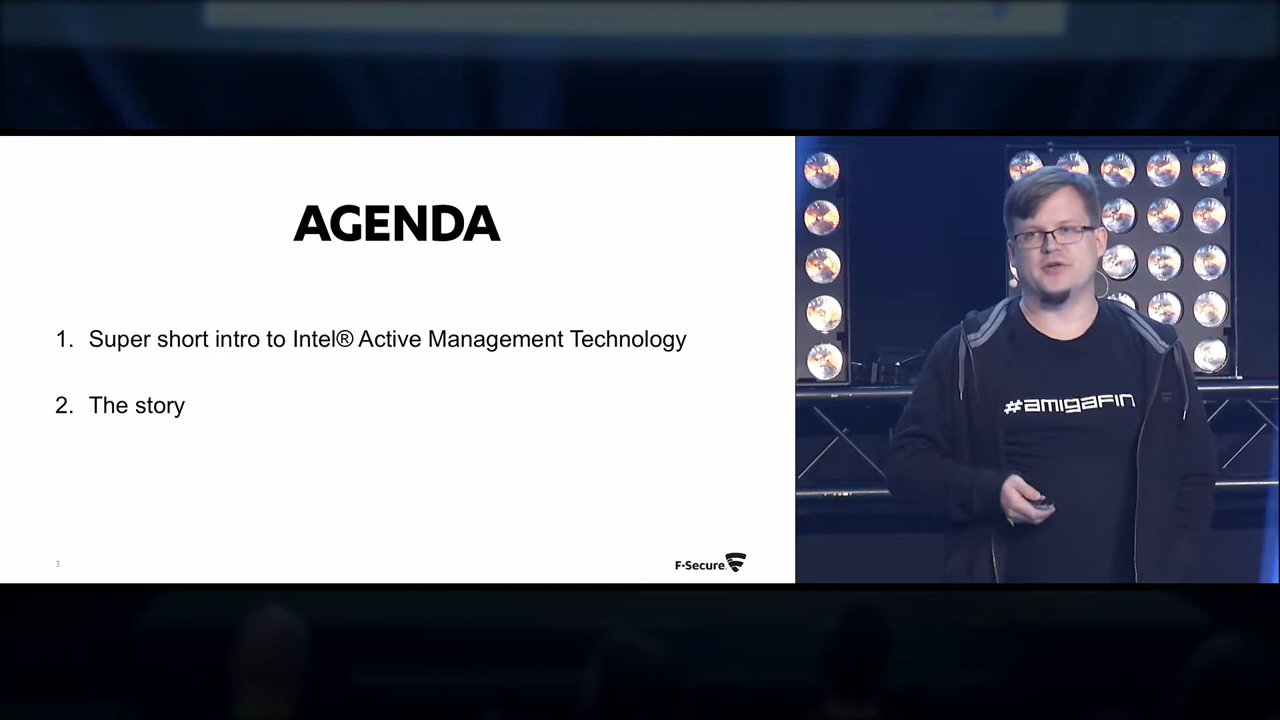 AGENDA
1. Super short intro to Intel® Active Management Technology
2. The story
3
F-Secure.
#amigafin